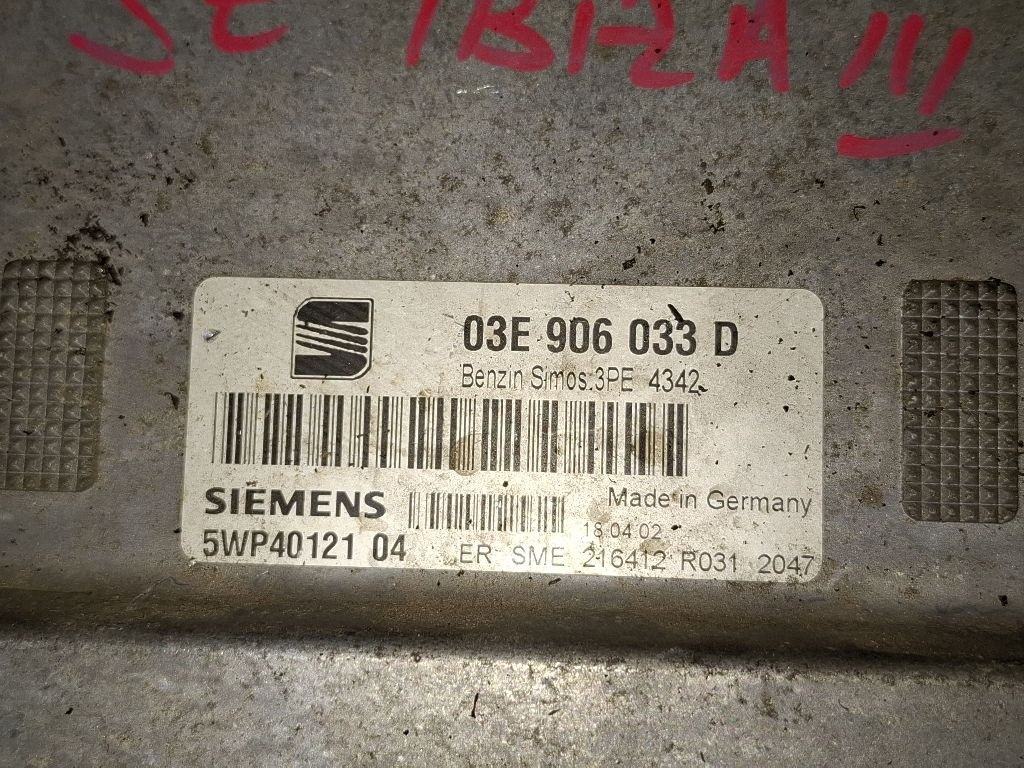 SE IBIZA III
03E 906 033 D
Benzin Simos.3PE 4342
SIEMENS
Made in Germany
18.04.02
5WP40121 04
ER SME 216412 R031 2047